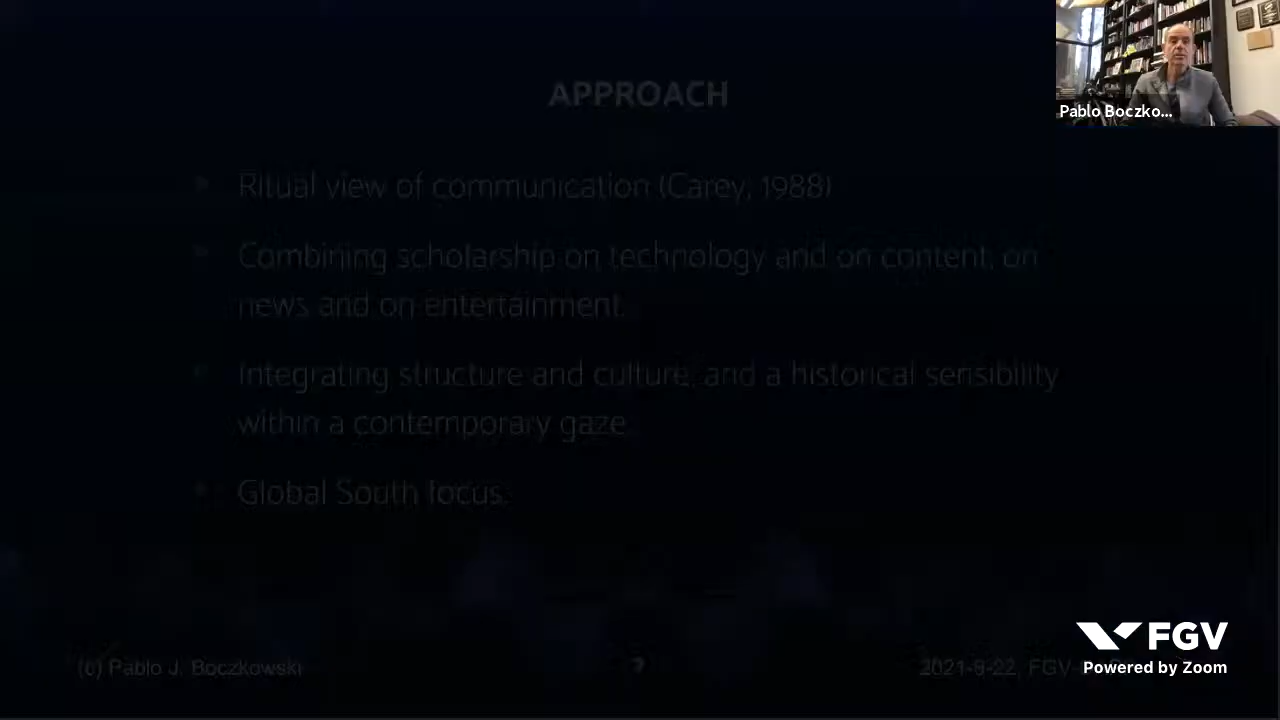 APPROACH
Pablo Boczko...
Ritual view of communication (Carey, 1988)
Combining scholarship on technology and on content, on
news and on entertainment.
Integrating structure and culture, and a historical sensibility
within a contemporary gaze.
Global South focus.
FGV
Powered by Zoom
(c) Pablo J. Boczkowski
2021-9-22, FGV-